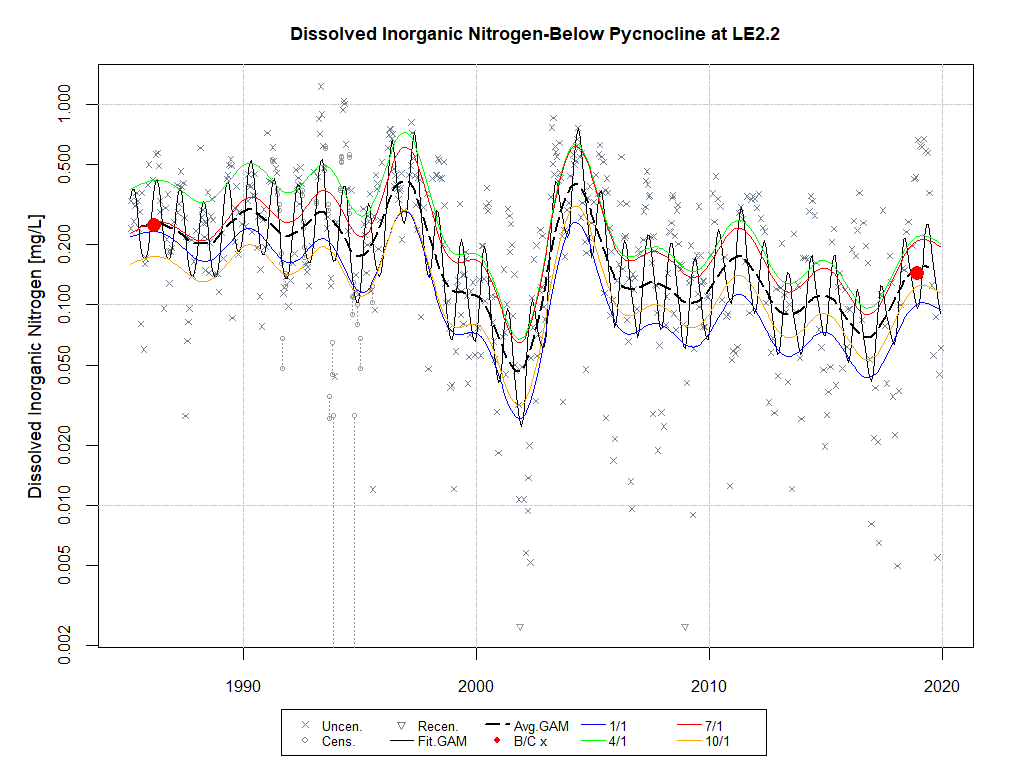 Dissolved Inorganic Nitrogen-Below Pycnocline at LE2.2
Dissolved Inorganic Nitrogen [mg/L]
1.000
0.500
0.200
0.100
0.050
0.020
0.010
0.005
0.002
1990 2000 2010 2020
Uncen. Recen. Avg.GAM 1/1 7/1
Cens. Fit.GAM B/C x 4/1 10/1